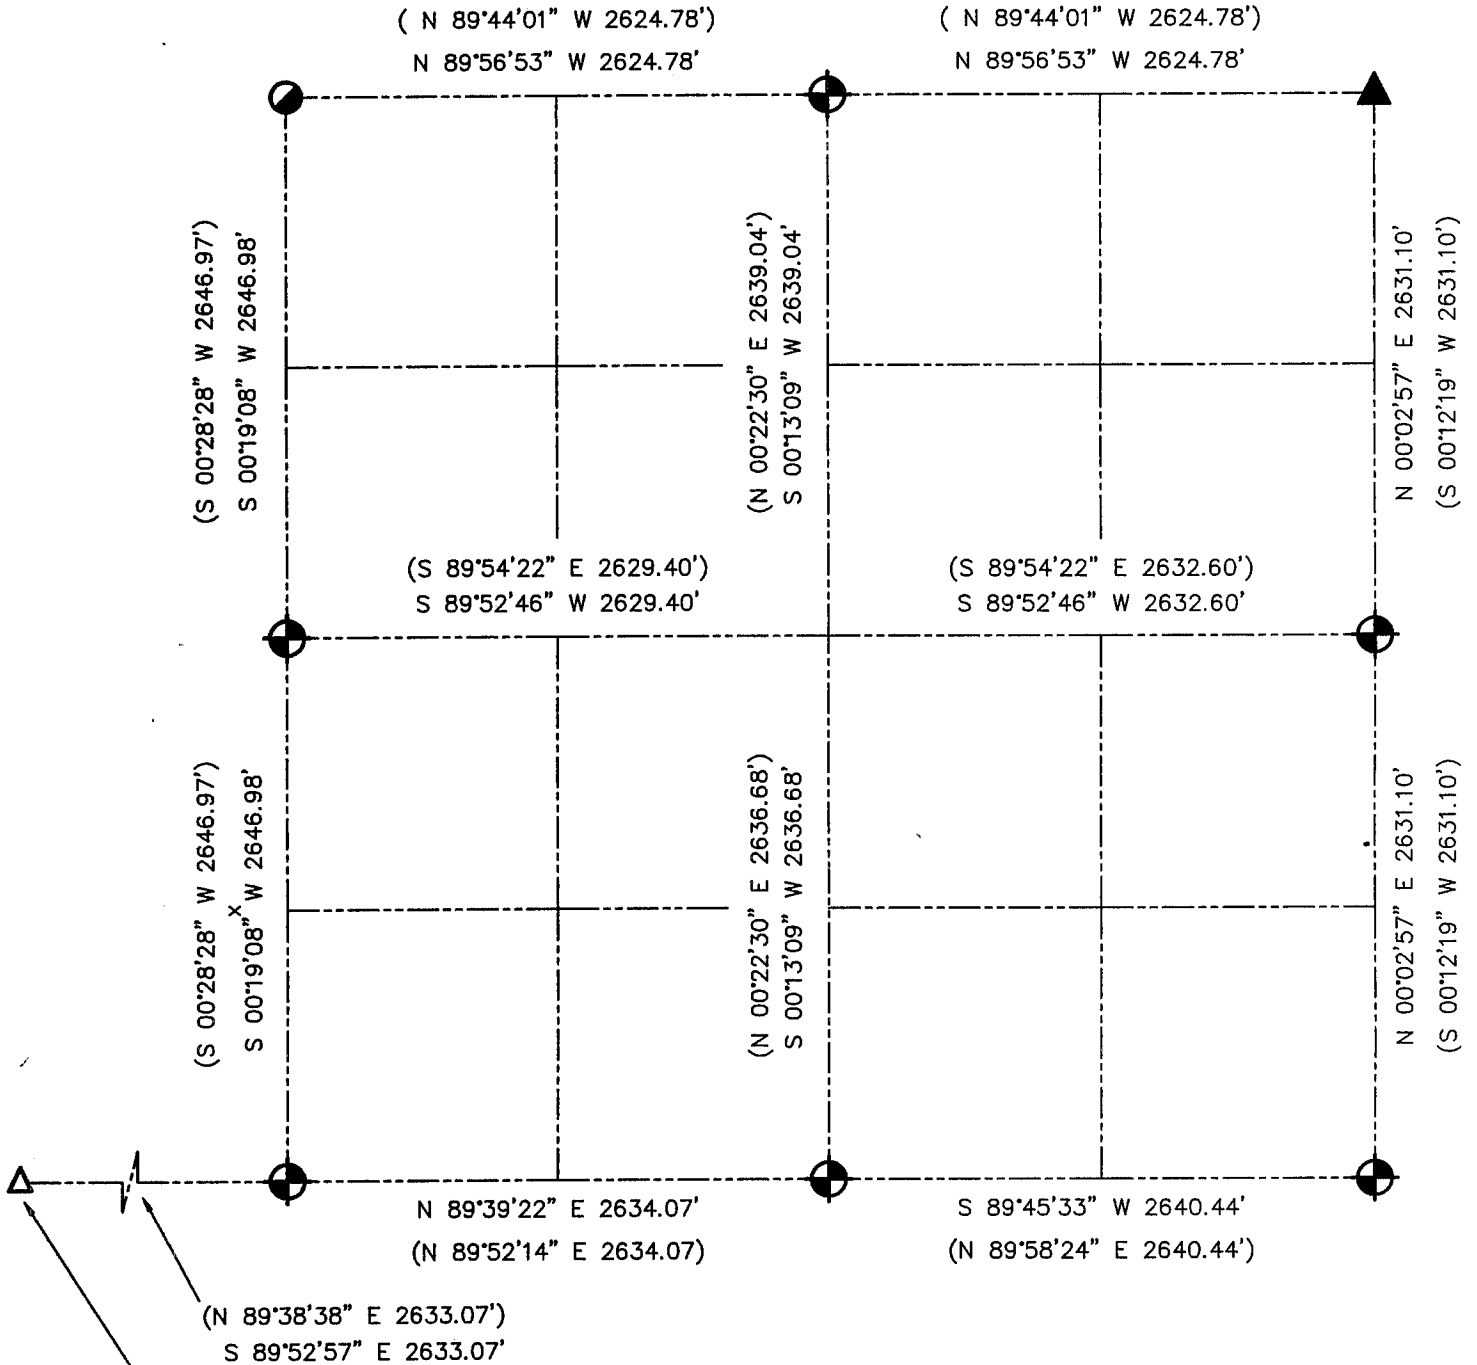 ( N 89°44'01" W 2624.78')
N 89°56'53" W 2624.78'
( N 89°44'01" W 2624.78')
N 89°56'53" W 2624.78'
(S 00°28'28" W 2646.97')
S 00°19'08" W 2646.98'
(N 00°22'30" E 2639.04')
S 00°13'09" W 2639.04'
N 00°02'57" E 2631.10'
(S 00°12'19" W 2631.10')
(S 89°54'22" E 2629.40')
S 89°52'46" W 2629.40'
(S 89°54'22" E 2632.60')
S 89°52'46" W 2632.60'
(S 00°28'28" W 2646.97')
S 00°19'08" W 2646.98'
x
(N 00°22'30" E 2636.68')
S 00°13'09" W 2636.68'
N 00°02'57" E 2631.10'
(S 00°12'19" W 2631.10')
N 89°39'22" E 2634.07'
(N 89°52'14" E 2634.07)
S 89°45'33" W 2640.44'
(N 89°58'24" E 2640.44')
(N 89°38'38" E 2633.07')
S 89°52'57" E 2633.07'